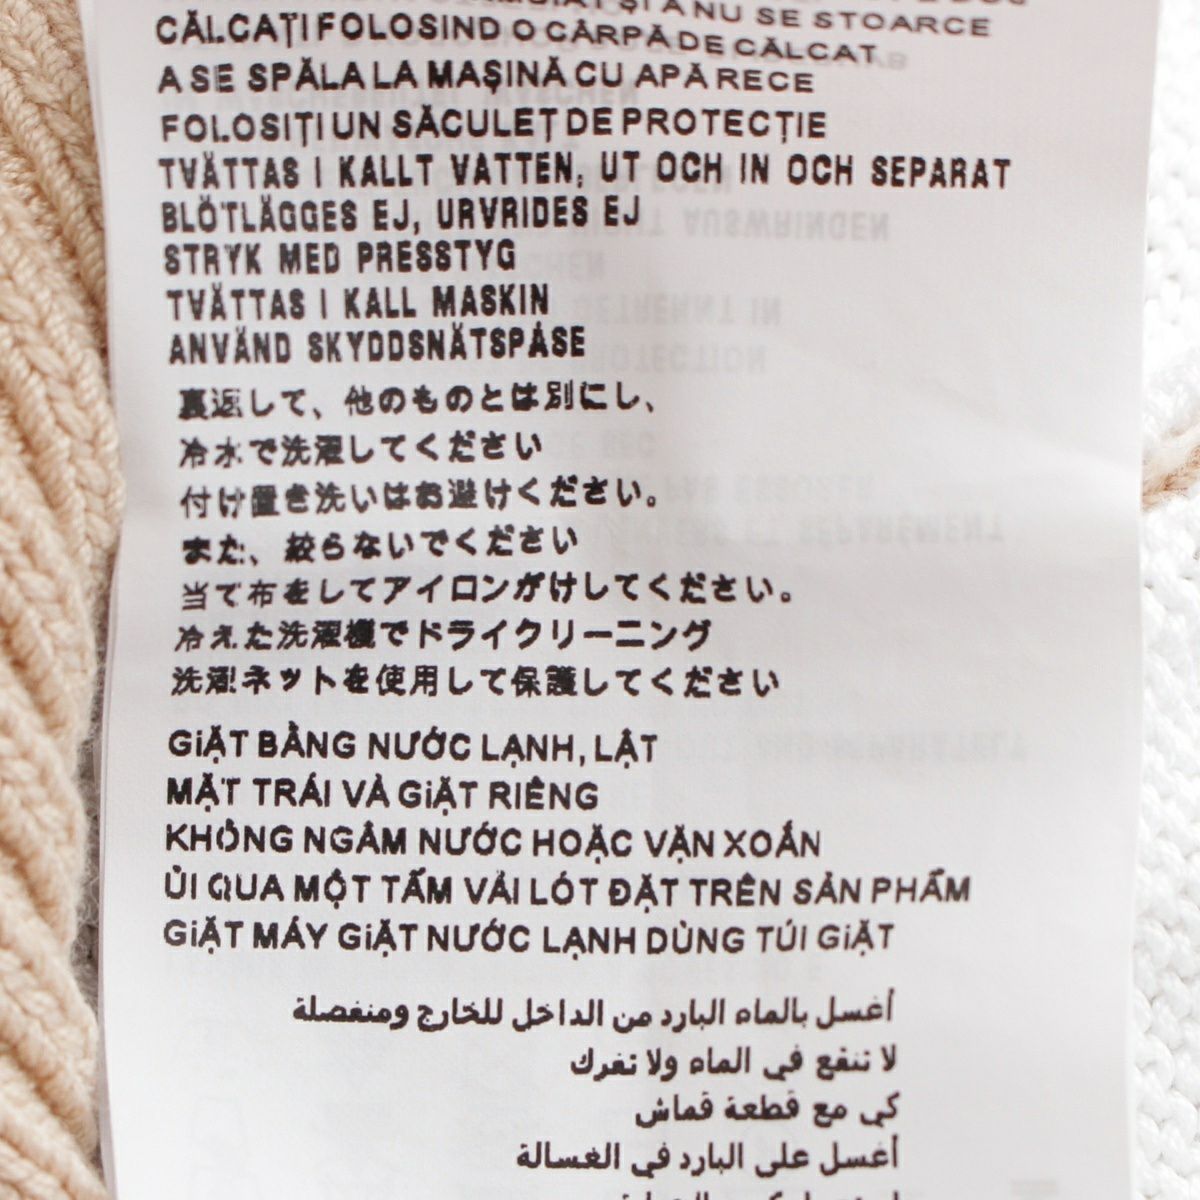 ȘI A NU SE STOARCE
CĂLCAȚI FOLOSIND O CÂRPĂ DE CĂLCAT
A SE SPĂLA LA MAȘINĂ CU APĂ RECE
FOLOSIȚI UN SĂCULEȚ DE PROTECȚIE
TVÄTTAS I KALLT VATTEN, UT OCH IN OCH SEPARAT
BLÖTLÄGGES EJ, URVRIDES EJ
STRYK MED PRESSTYG
TVÄTTAS I KALL MASKIN
ANVÄND SKYDDSNÄTSPÅSE
裏返して、他のものとは別にし、
冷水で洗濯してください
付け置き洗いはお避けください。
また、絞らないでください
当て布をしてアイロンがけしてください。
冷えた洗濯機でドライクリーニング
洗濯ネットを使用して保護してください
GiẶT BẰNG NƯỚC LẠNH, LẬT
MẶT TRÁI VÀ GiẶT RIÊNG
KHÔNG NGÂM NƯỚC HOẶC VẶN XOẮN
ỦI QUA MỘT TẤM VẢI LÓT ĐẶT TRÊN SẢN PHẨM
GiẶT MÁY GiẶT NƯỚC LẠNH DÙNG TÚI GiẶT
أغسل بالماء البارد من الداخل للخارج ومنفصلة
لا تنقع في الماء ولا تفرك
كي مع قطعة قماش
أغسل على البارد في الغسالة